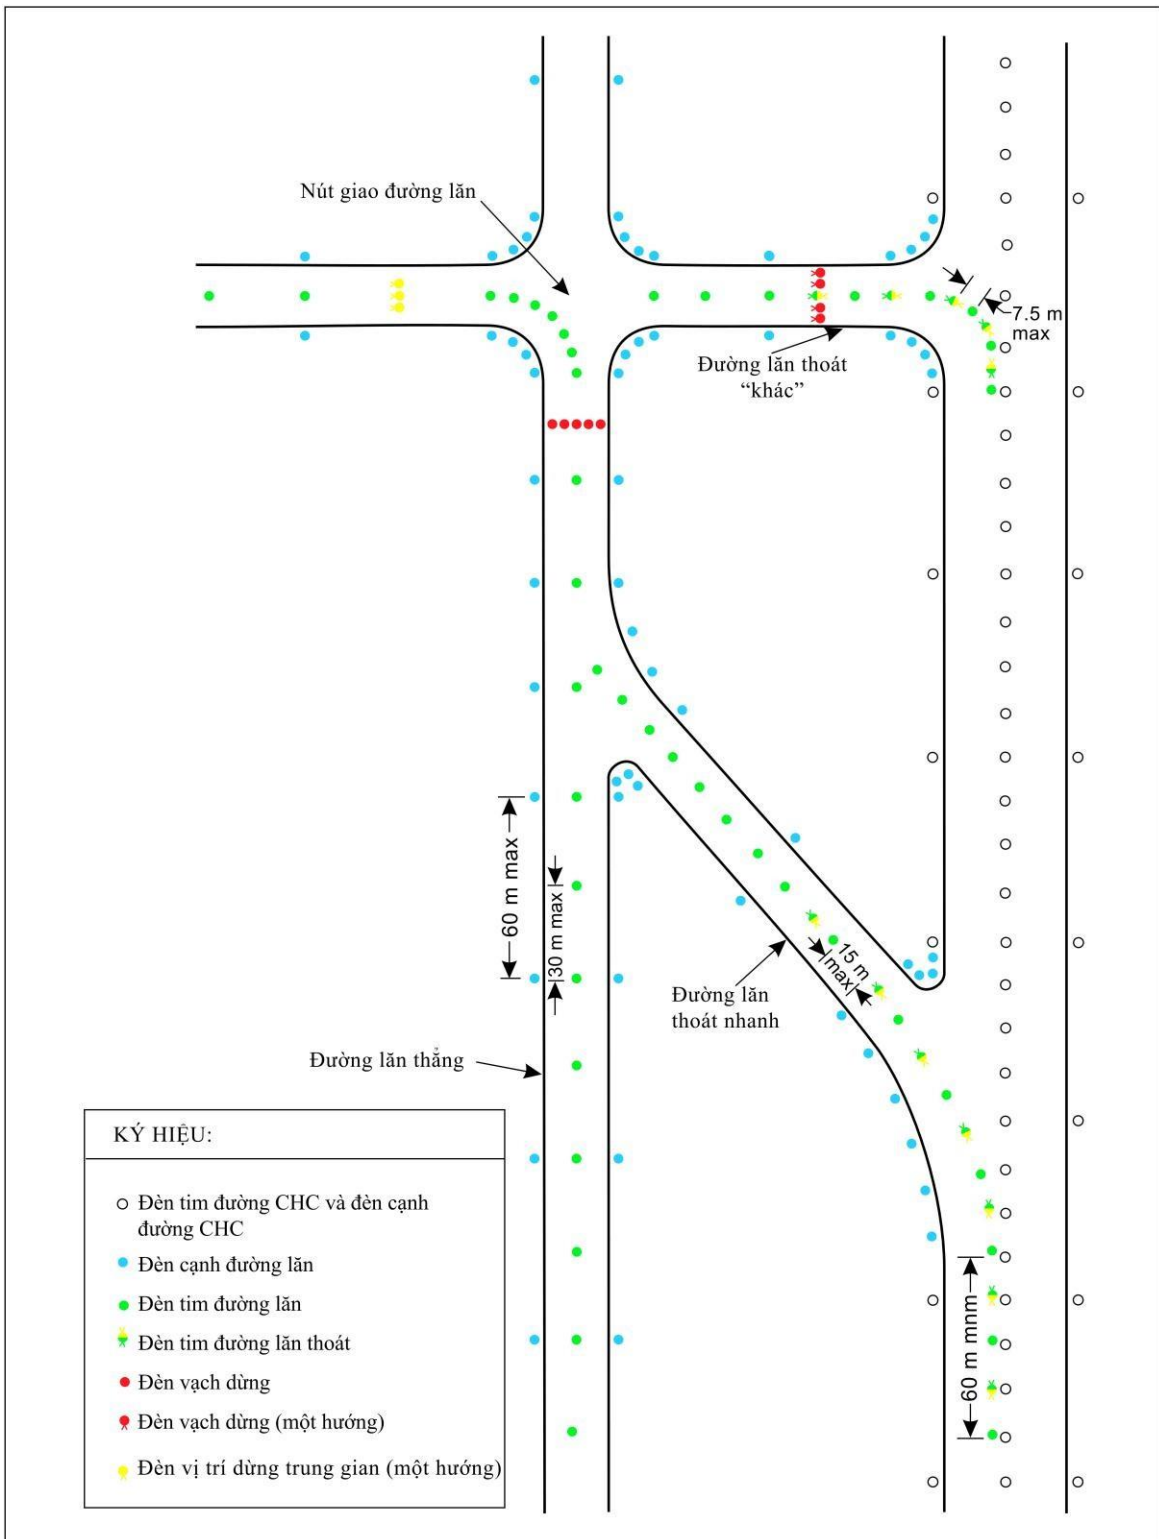 Nút giao đường lăn
7.5 m
max
Đường lăn thoát
“khác”
60 m max
30 m max
15 m
max
Đường lăn
thoát nhanh
Đường lăn thẳng
60 m mnm
KÝ HIỆU:
Đèn tim đường CHC và đèn cạnh
đường CHC
Đèn cạnh đường lăn
Đèn tim đường lăn
Đèn tim đường lăn thoát
Đèn vạch dừng
Đèn vạch dừng (một hướng)
Đèn vị trí dừng trung gian (một hướng)